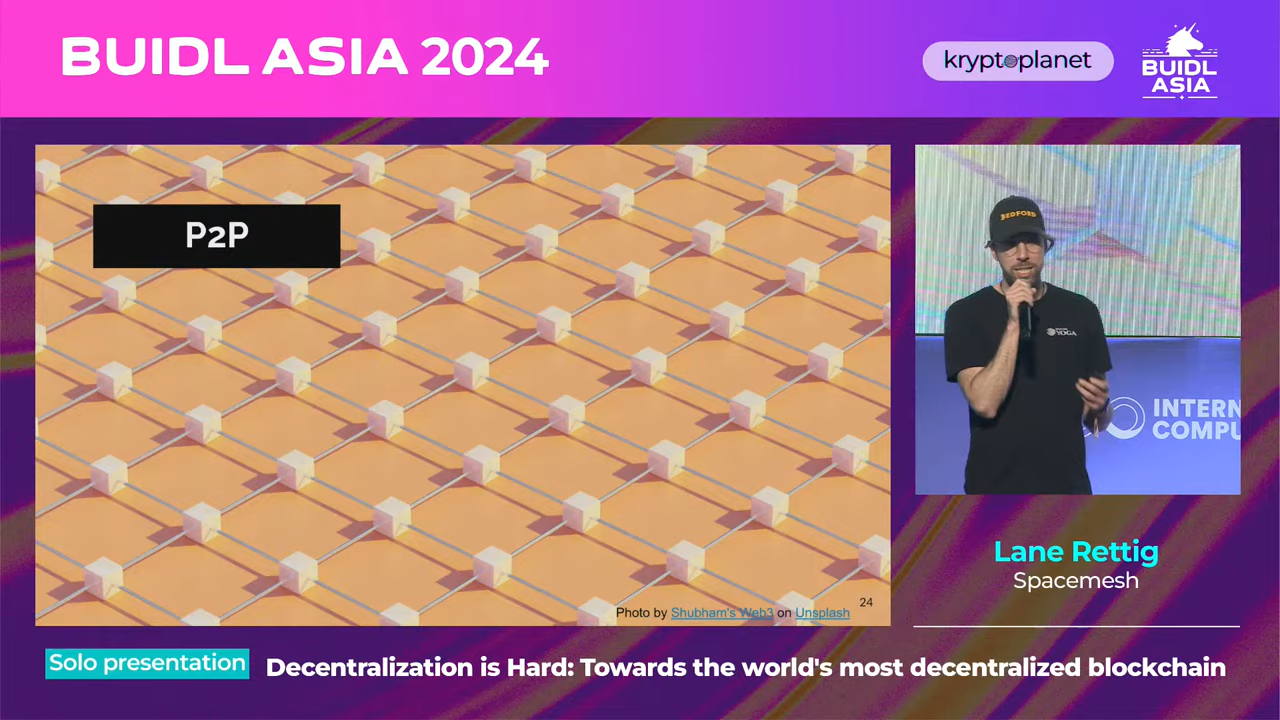 BUIDL ASIA 2024
kryptoplanet
BUIDL
ASIA
P2P
BEDFORD
YOGA
INTERN
COMPU
Photo by Shubham's Web3 on Unsplash
24
Lane Rettig
Spacemesh
Solo presentation
Decentralization is Hard: Towards the world's most decentralized blockchain